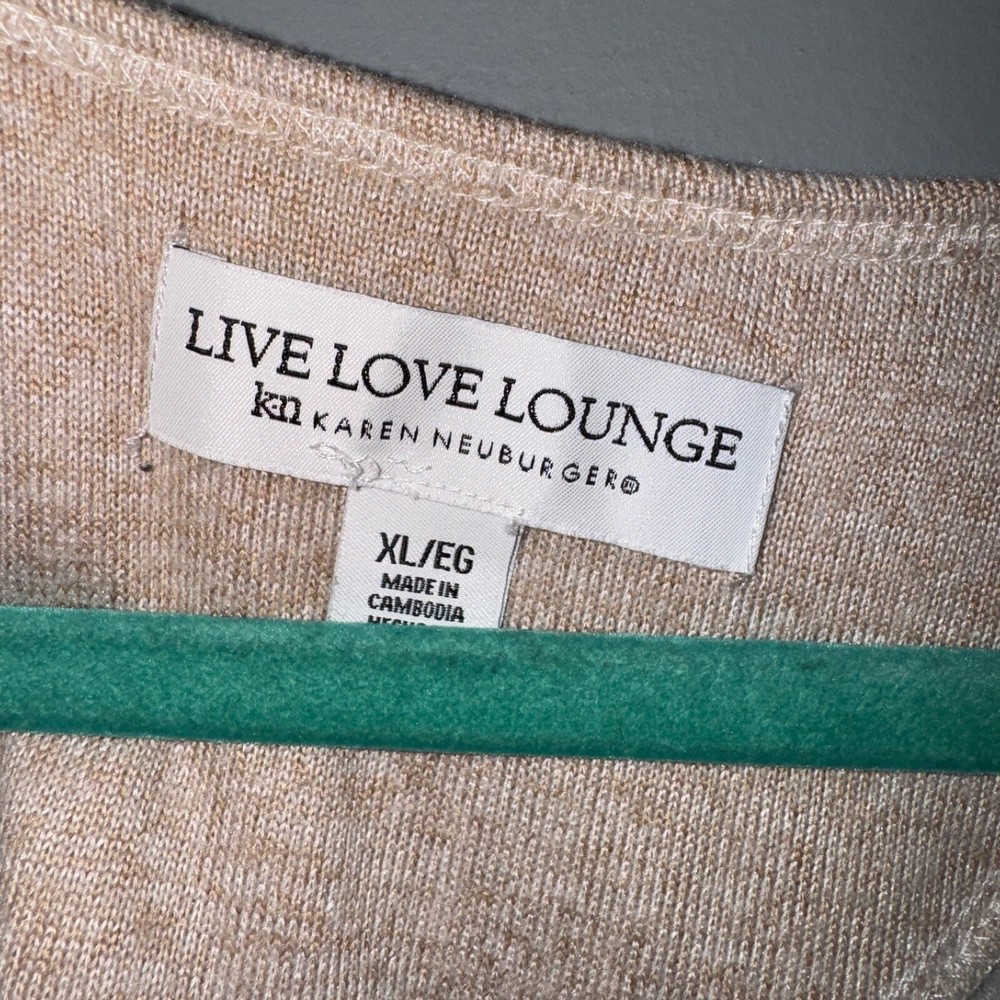 LIVE LOVE LOUNGE
kn KAREN NEUBURGER®
XL/EG
MADE IN
CAMBODIA